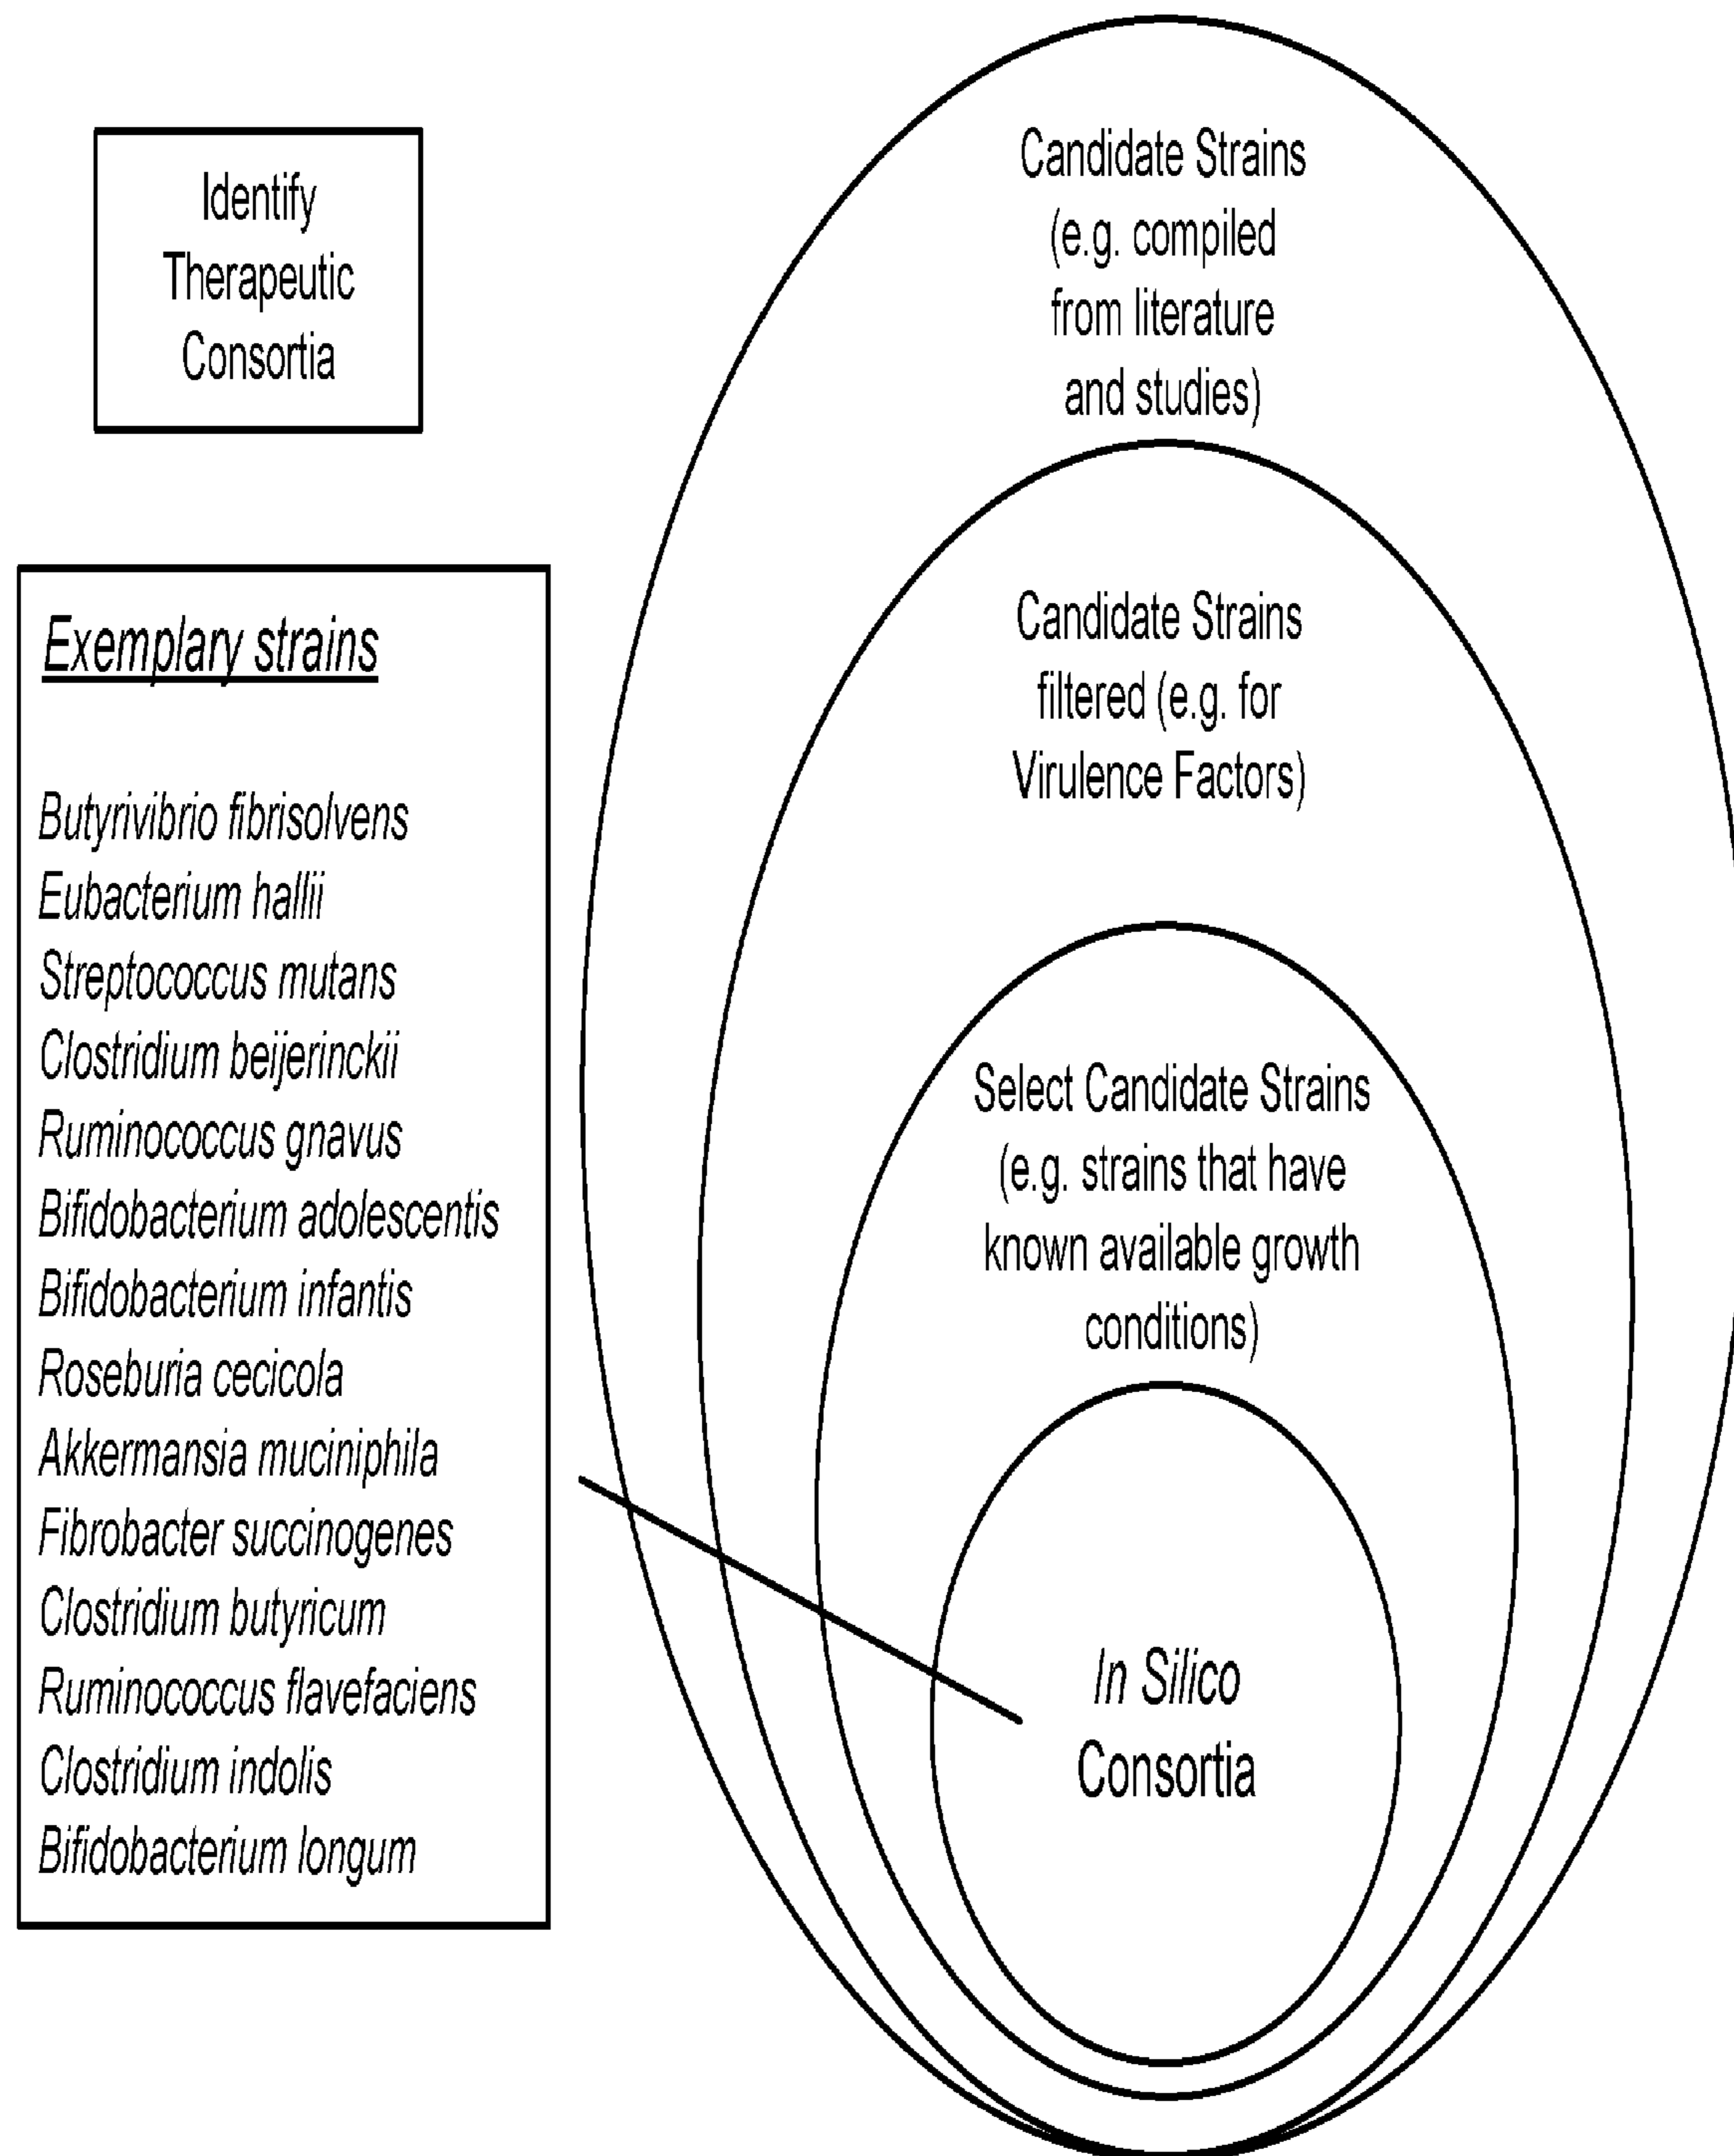 Identify
Therapeutic
Consortia
Exemplary strains
Butyrivibrio fibrisolvens
Eubacterium hallii
Streptococcus mutans
Clostridium beijerinckii
Ruminococcus gnavus
Bifidobacterium adolescentis
Bifidobacterium infantis
Roseburia cecicola
Akkermansia muciniphila
Fibrobacter succinogenes
Clostridium butyricum
Ruminococcus flavefaciens
Clostridium indolis
Bifidobacterium longum
Candidate Strains
(e.g. compiled
from literature
and studies)
Candidate Strains
filtered (e.g. for
Virulence Factors)
Select Candidate Strains
(e.g. strains that have
known available growth
conditions)
In Silico
Consortia